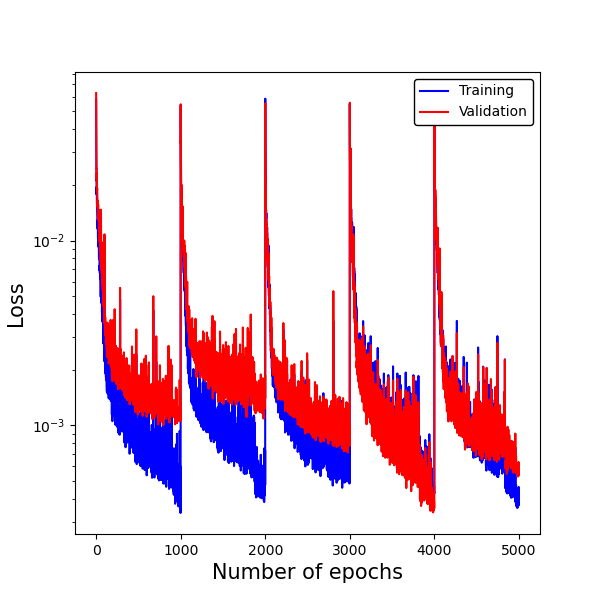 Training
Validation
10⁻²
10⁻³
Loss
0 1000 2000 3000 4000 5000
Number of epochs